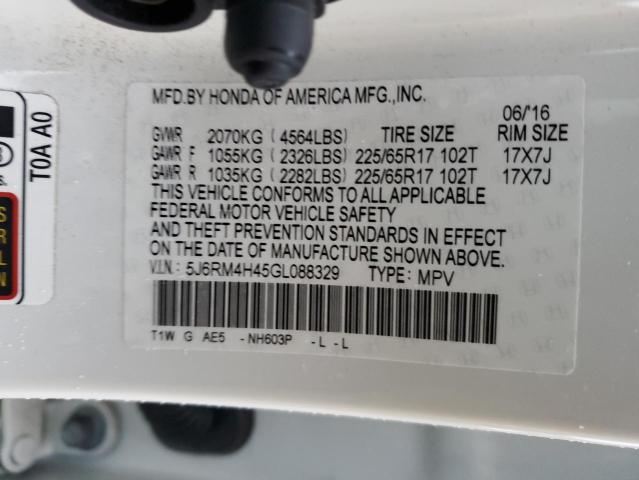 MFD.BY HONDA OF AMERICA MFG.,INC.
06/'16
GVWR 2070KG (4564LBS) TIRE SIZE RIM SIZE
GAWR F 1055KG (2326LBS) 225/65R17 102T 17X7J
GAWR R 1035KG (2282LBS) 225/65R17 102T 17X7J
THIS VEHICLE CONFORMS TO ALL APPLICABLE
FEDERAL MOTOR VEHICLE SAFETY
AND THEFT PREVENTION STANDARDS IN EFFECT
ON THE DATE OF MANUFACTURE SHOWN ABOVE.
V.I.N.: 5J6RM4H45GL088329 TYPE: MPV
T1W G AE5 -NH603P -L -L
T0A A0